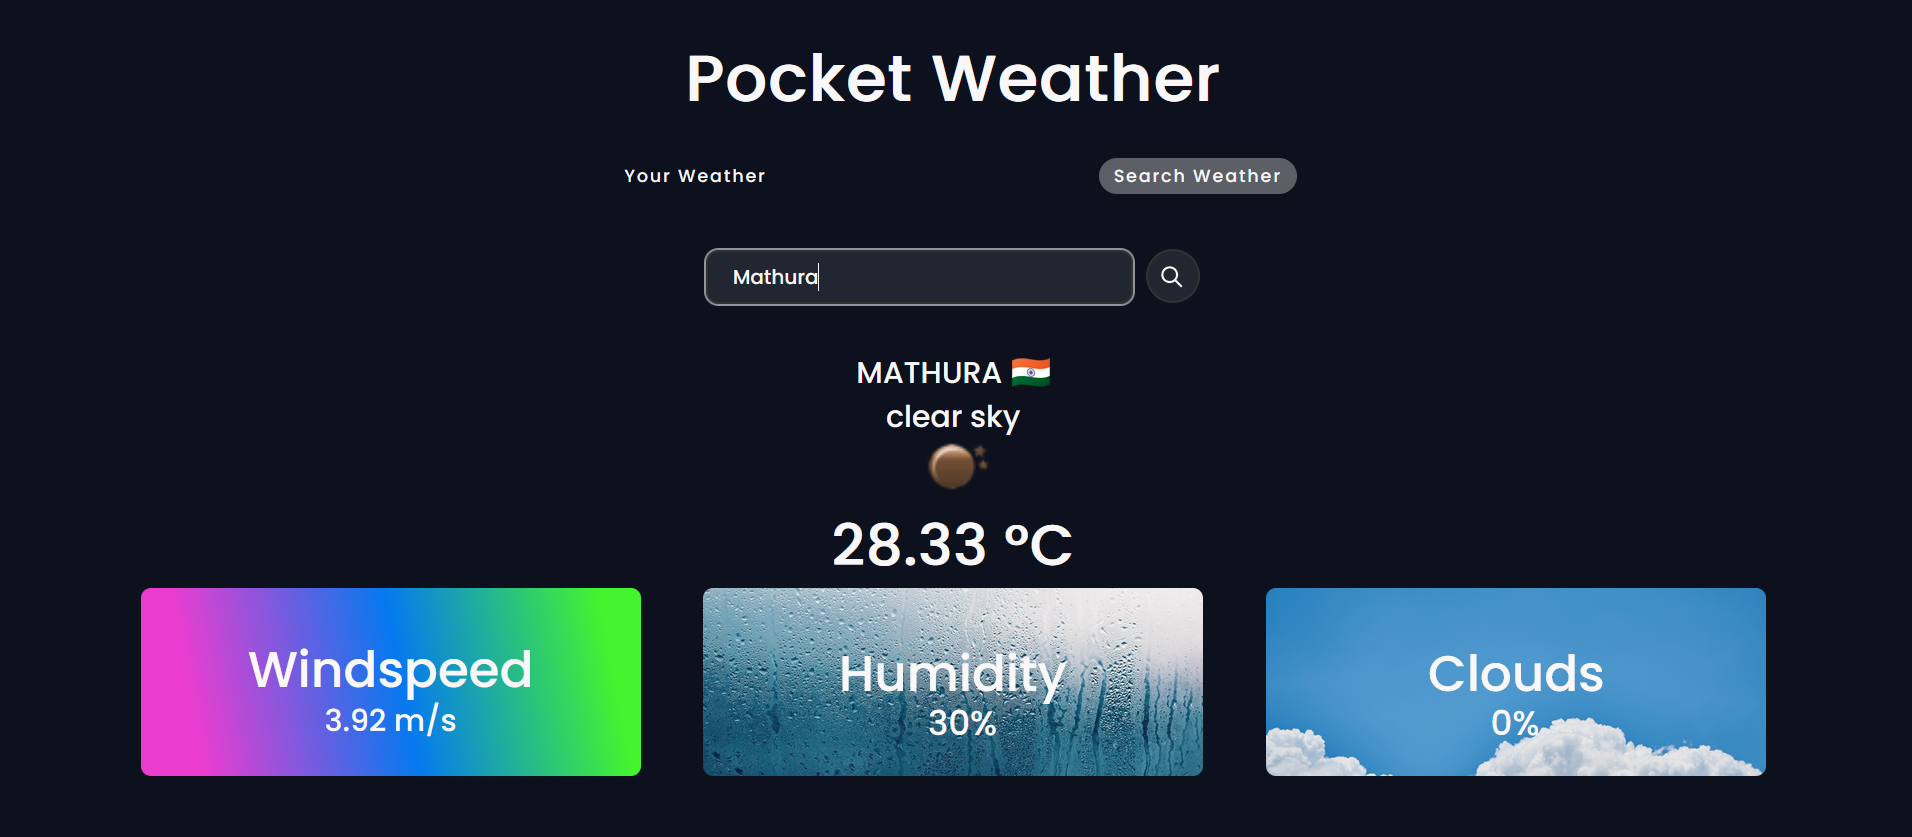 Pocket Weather
Your Weather
Search Weather
Mathura
MATHURA 🇮🇳
clear sky
28.33 °C
Windspeed
3.92 m/s
Humidity
30%
Clouds
0%